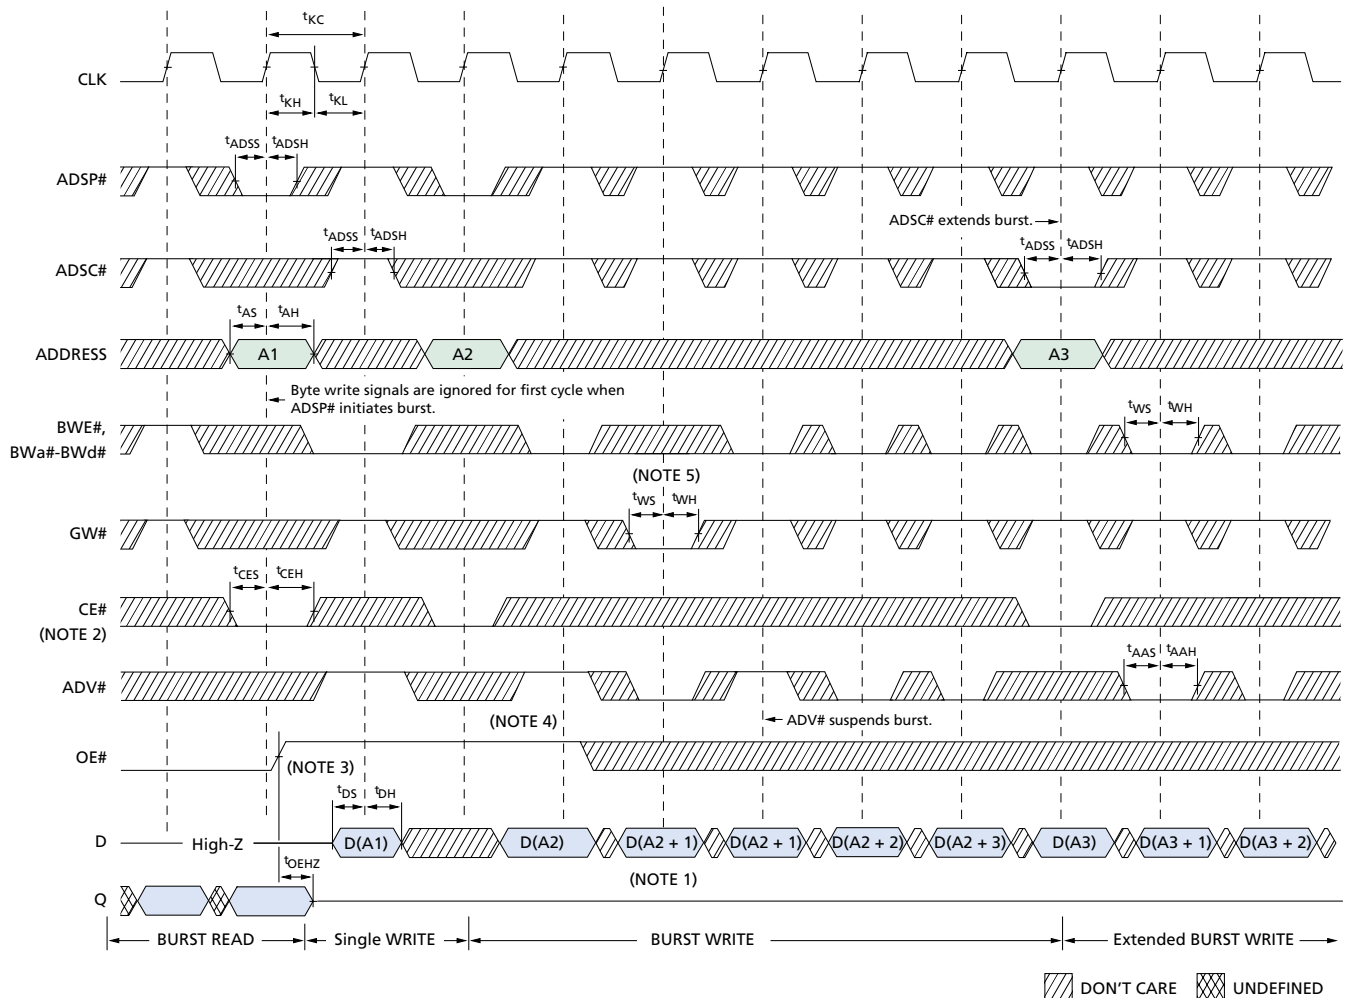 tKC
CLK
tKH tKL
tADSS tADSH
ADSP#
ADSC# extends burst.
tADSS tADSH
tADSS tADSH
ADSC#
tAS tAH
ADDRESS
A1
A2
A3
Byte write signals are ignored for first cycle when
ADSP# initiates burst.
tWS tWH
BWE#,
BWa#-BWd#
(NOTE 5)
tWS tWH
GW#
tCES tCEH
CE#
(NOTE 2)
tAAS tAAH
ADV#
(NOTE 4)
ADV# suspends burst.
OE#
(NOTE 3)
tDS tDH
D
High-Z
D(A1)
D(A2)
D(A2 + 1)
D(A2 + 1)
D(A2 + 2)
D(A2 + 3)
D(A3)
D(A3 + 1)
D(A3 + 2)
tOEHZ
(NOTE 1)
Q
BURST READ
Single WRITE
BURST WRITE
Extended BURST WRITE
DON'T CARE
UNDEFINED